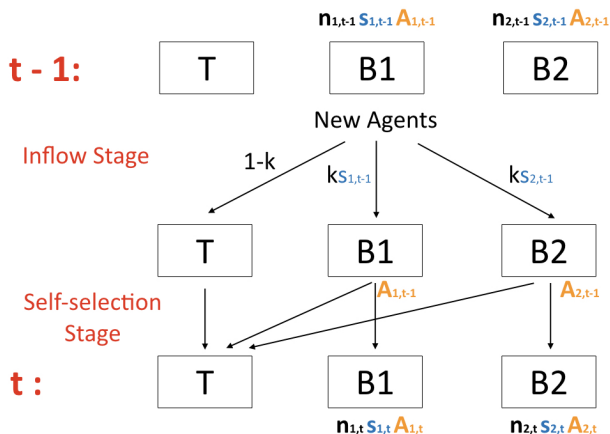 n1,t-1 s1,t-1 A1,t-1 n2,t-1 s2,t-1 A2,t-1
t - 1: T B1 B2
New Agents
Inflow Stage
1-k ks1,t-1 ks2,t-1
T B1 B2
A1,t-1 A2,t-1
Self-selection
Stage
t : T B1 B2
n1,t s1,t A1,t n2,t s2,t A2,t